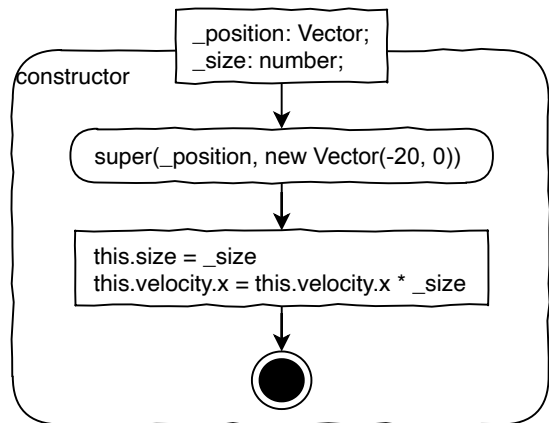 _position: Vector;
_size: number;
constructor
super(_position, new Vector(-20, 0))
this.size = _size
this.velocity.x = this.velocity.x * _size